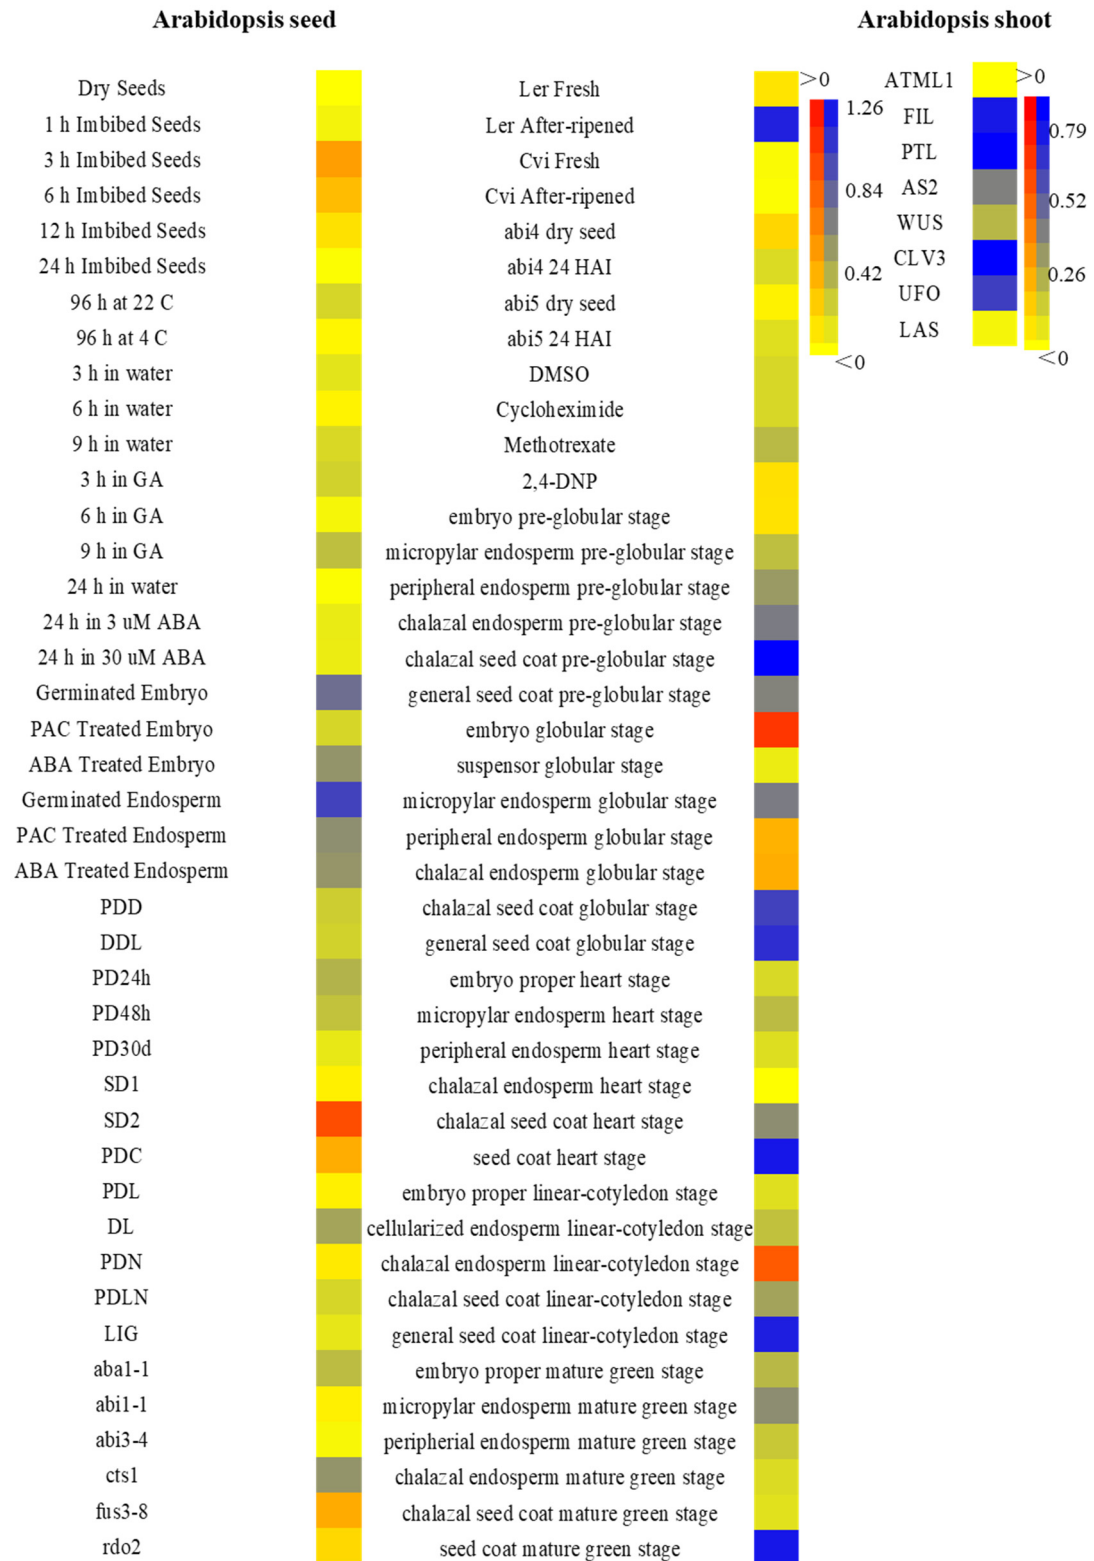 Arabidopsis seed
Arabidopsis shoot
Dry Seeds
1 h Imbibed Seeds
3 h Imbibed Seeds
6 h Imbibed Seeds
12 h Imbibed Seeds
24 h Imbibed Seeds
96 h at 22 C
96 h at 4 C
3 h in water
6 h in water
9 h in water
3 h in GA
6 h in GA
9 h in GA
24 h in water
24 h in 3 uM ABA
24 h in 30 uM ABA
Germinated Embryo
PAC Treated Embryo
ABA Treated Embryo
Germinated Endosperm
PAC Treated Endosperm
ABA Treated Endosperm
PDD
DDL
PD24h
PD48h
PD30d
SD1
SD2
PDC
PDL
DL
PDN
PDLN
LIG
aba1-1
abi1-1
abi3-4
cts1
fus3-8
rdo2
Ler Fresh
Ler After-ripened
Cvi Fresh
Cvi After-ripened
abi4 dry seed
abi4 24 HAI
abi5 dry seed
abi5 24 HAI
DMSO
Cycloheximide
Methotrexate
2,4-DNP
embryo pre-globular stage
micropylar endosperm pre-globular stage
peripheral endosperm pre-globular stage
chalazal endosperm pre-globular stage
chalazal seed coat pre-globular stage
general seed coat pre-globular stage
embryo globular stage
suspensor globular stage
micropylar endosperm globular stage
peripheral endosperm globular stage
chalazal endosperm globular stage
chalazal seed coat globular stage
general seed coat globular stage
embryo proper heart stage
micropylar endosperm heart stage
peripheral endosperm heart stage
chalazal endosperm heart stage
chalazal seed coat heart stage
seed coat heart stage
embryo proper linear-cotyledon stage
cellularized endosperm linear-cotyledon stage
chalazal endosperm linear-cotyledon stage
chalazal seed coat linear-cotyledon stage
general seed coat linear-cotyledon stage
embryo proper mature green stage
micropylar endosperm mature green stage
peripherial endosperm mature green stage
chalazal endosperm mature green stage
chalazal seed coat mature green stage
seed coat mature green stage
>0
1.26
0.84
0.42
<0
ATML1
FIL
PTL
AS2
WUS
CLV3
UFO
LAS
>0
0.79
0.52
0.26
<0